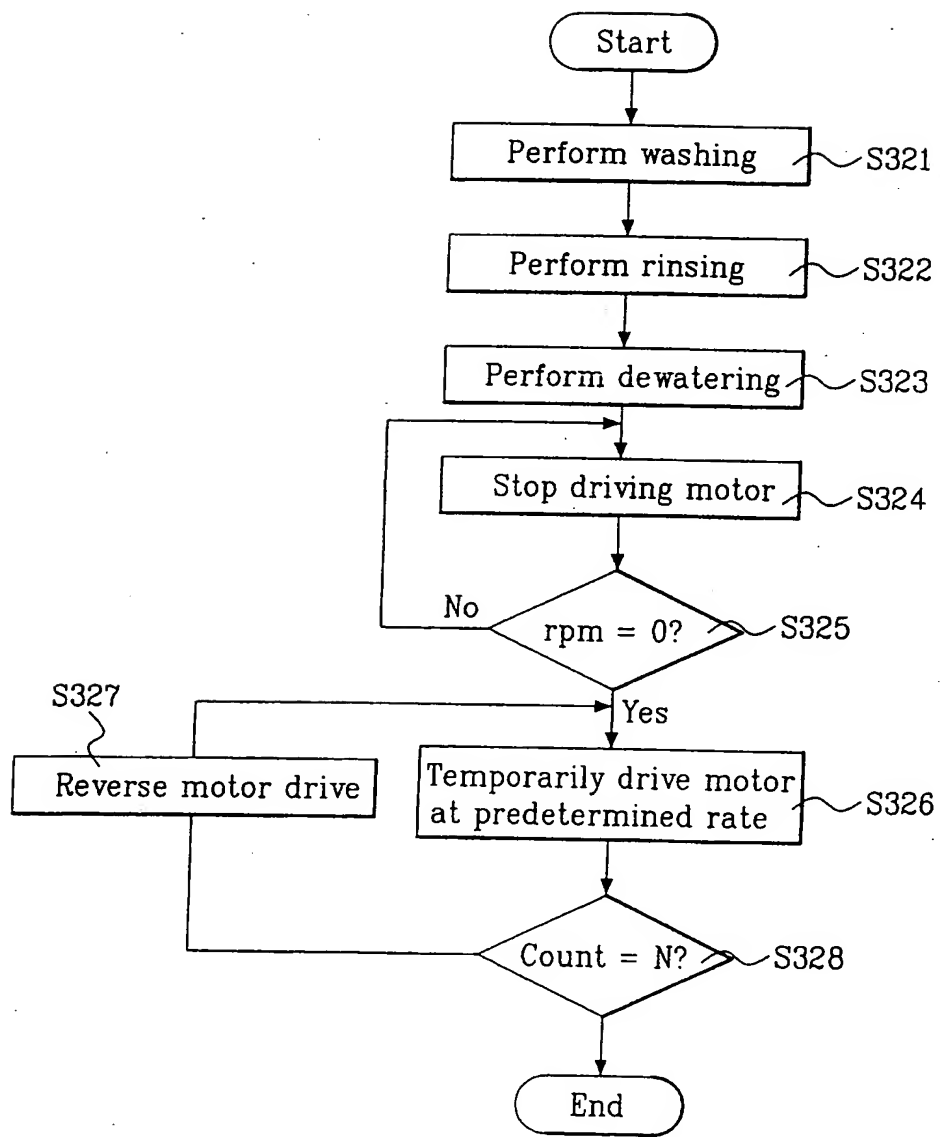 Start
Perform washing
S321
Perform rinsing
S322
Perform dewatering
S323
Stop driving motor
S324
No
rpm = 0?
S325
Yes
S327
Reverse motor drive
Temporarily drive motor
at predetermined rate
S326
Count = N?
S328
End